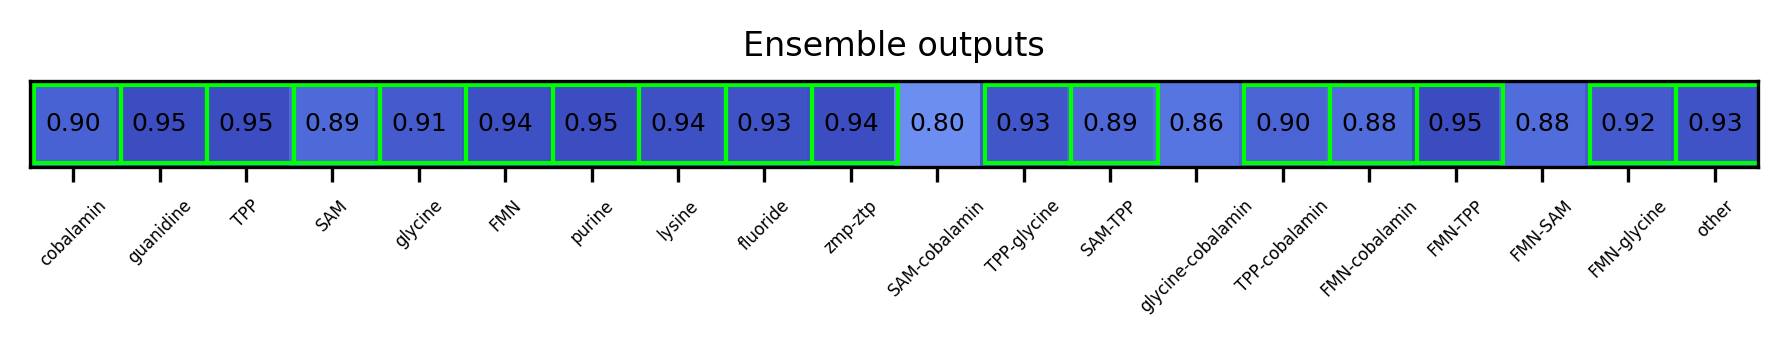 Ensemble outputs
0.90 0.95 0.95 0.89 0.91 0.94 0.95 0.94 0.93 0.94 0.80 0.93 0.89 0.86 0.90 0.88 0.95 0.88 0.92 0.93
cobalamin guanidine TPP SAM glycine FMN purine lysine fluoride zmp-ztp SAM-cobalamin TPP-glycine SAM-TPP glycine-cobalamin TPP-cobalamin FMN-cobalamin FMN-TPP FMN-SAM FMN-glycine other